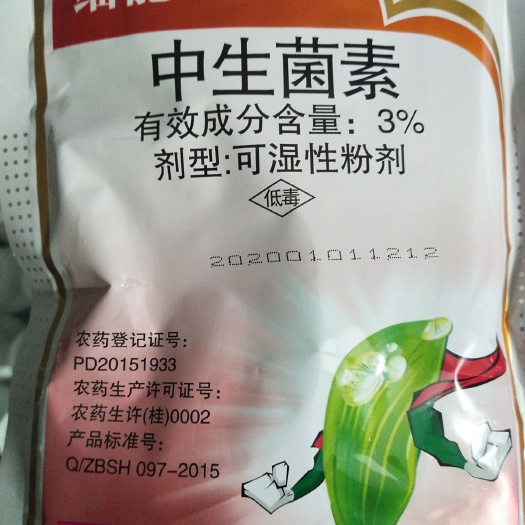 中生菌素
有效成分含量：3%
剂型:可湿性粉剂
低毒
202001011212
农药登记证号：
PD20151933
农药生产许可证号：
农药生许(桂)0002
产品标准号：
Q/ZBSH 097-2015